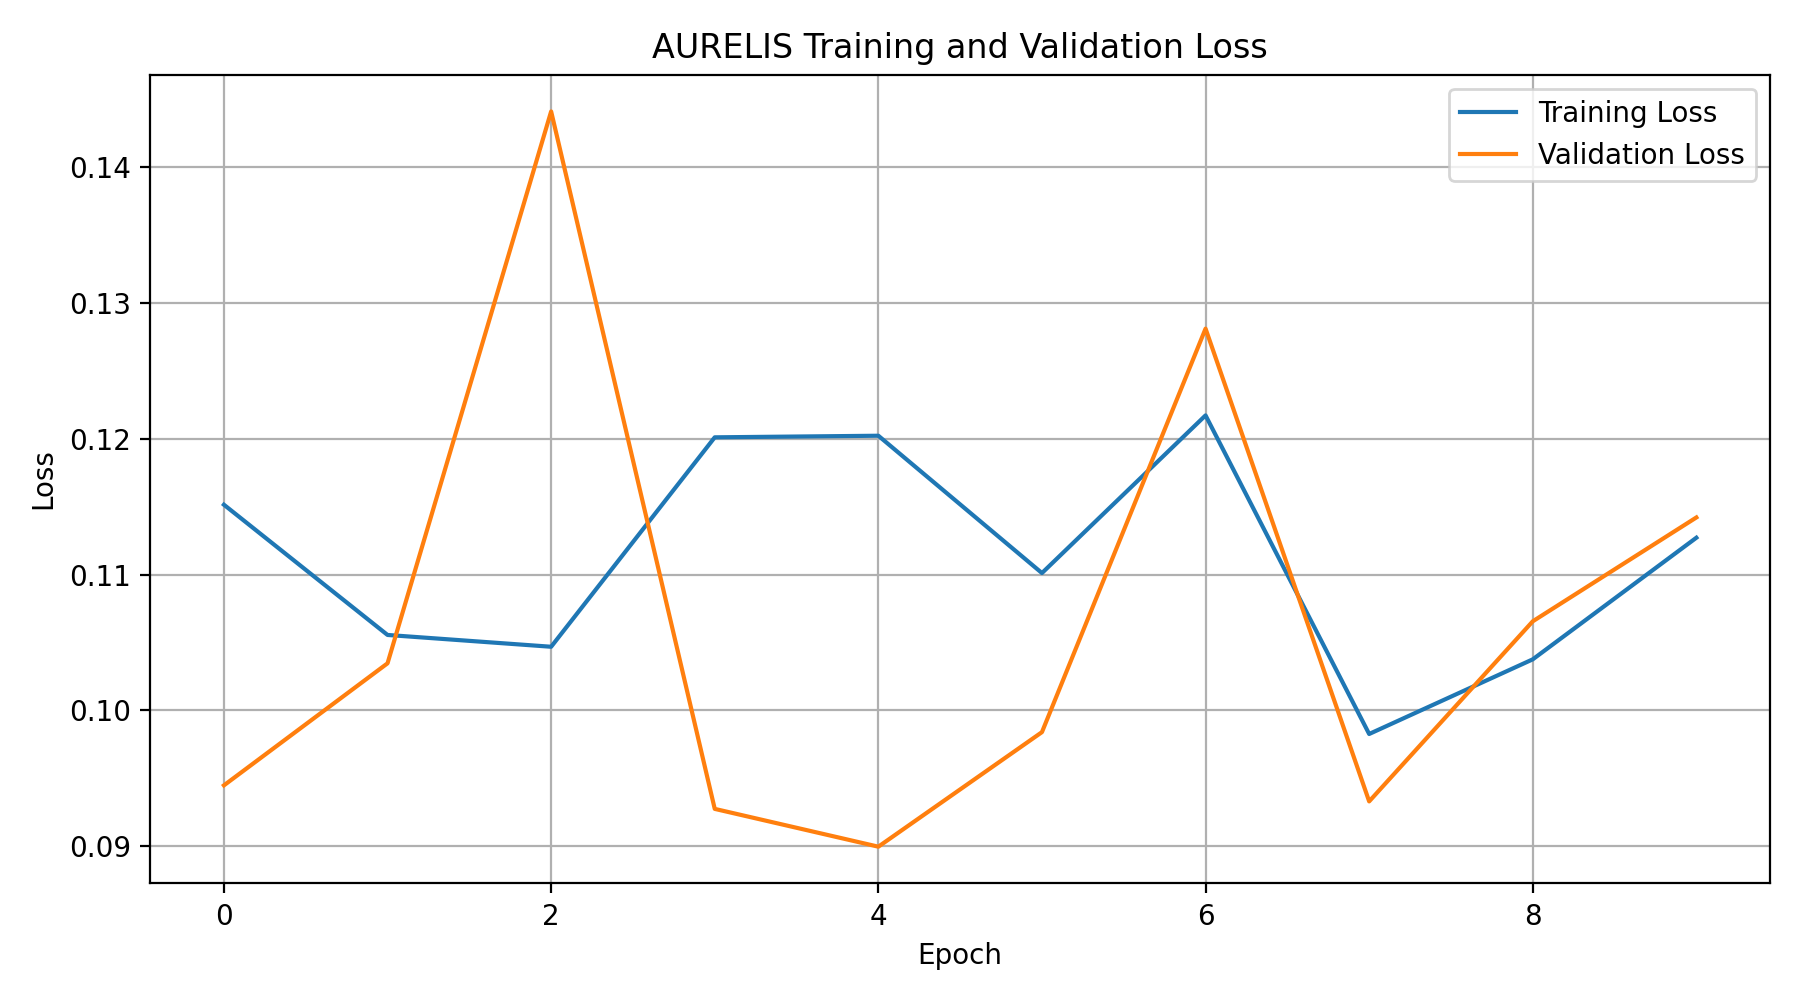 AURELIS Training and Validation Loss
Training Loss
Validation Loss
0.14
0.13
0.12
0.11
0.10
0.09
Loss
0 2 4 6 8
Epoch